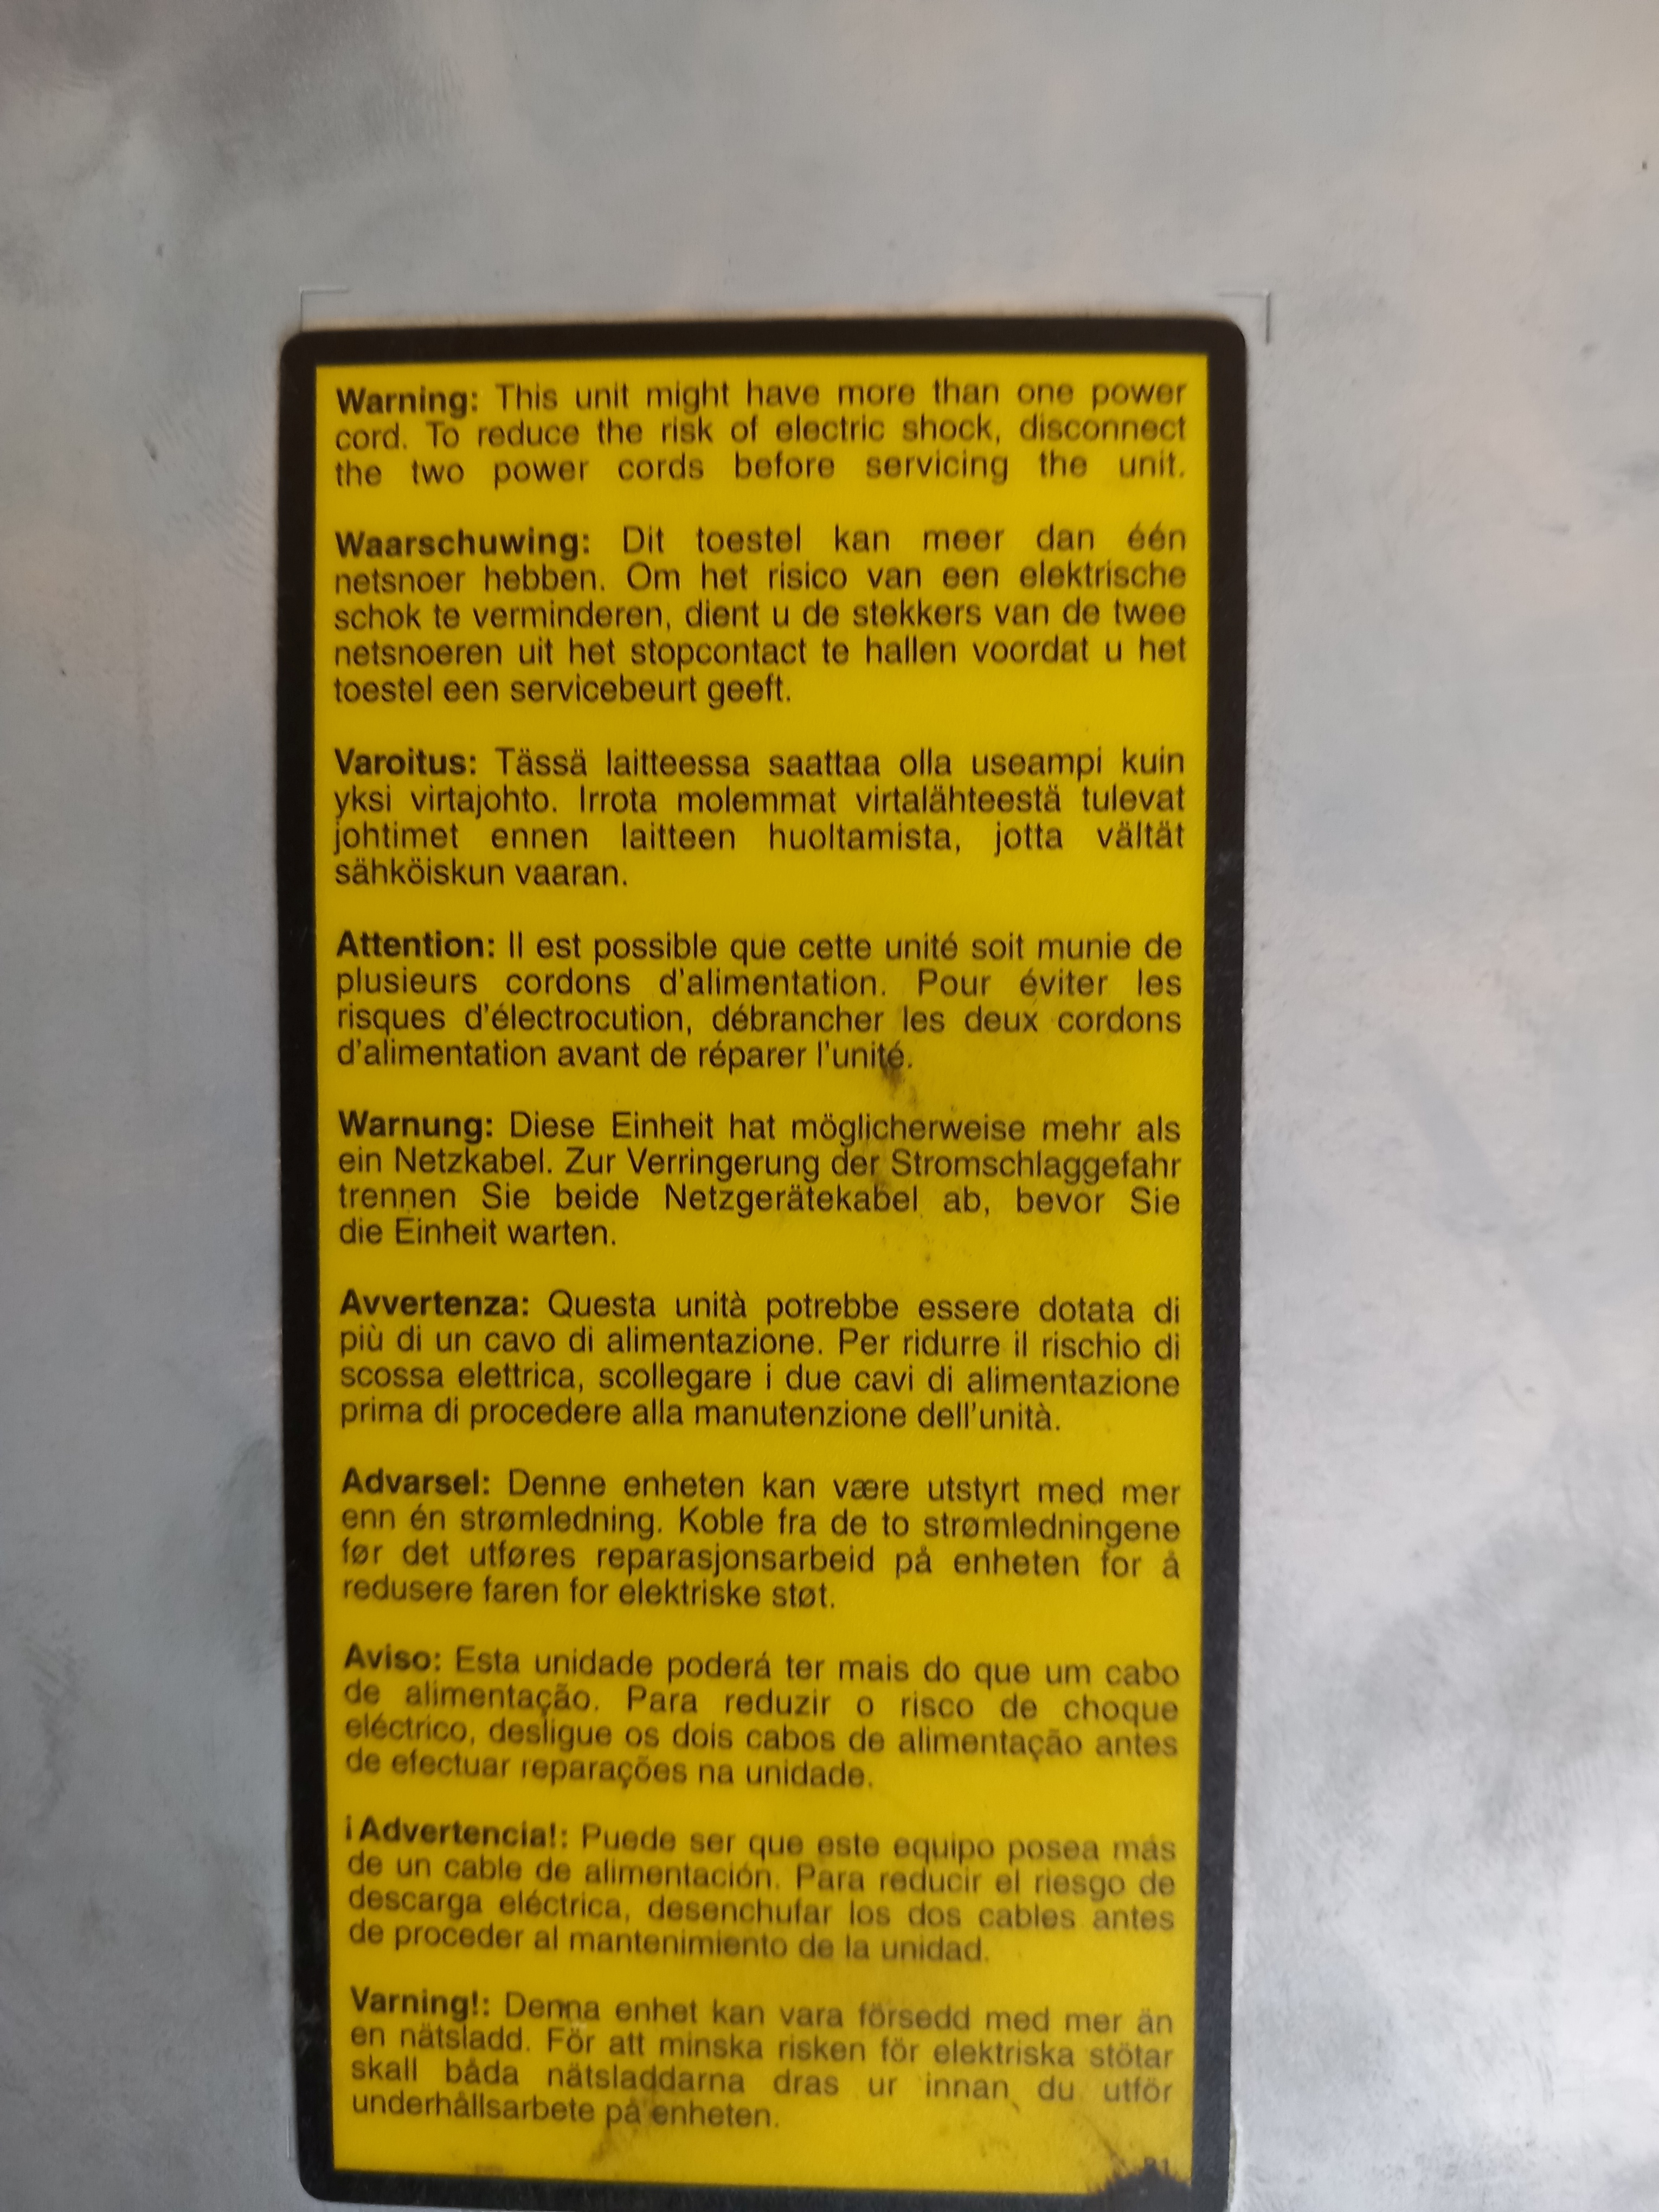 Warning: This unit might have more than one power
cord. To reduce the risk of electric shock, disconnect
the two power cords before servicing the unit.
Waarschuwing: Dit toestel kan meer dan één
netsnoer hebben. Om het risico van een elektrische
schok te verminderen, dient u de stekkers van de twee
netsnoeren uit het stopcontact te hallen voordat u het
toestel een servicebeurt geeft.
Varoitus: Tässä laitteessa saattaa olla useampi kuin
yksi virtajohto. Irrota molemmat virtalähteestä tulevat
johtimet ennen laitteen huoltamista, jotta vältät
sähköiskun vaaran.
Attention: Il est possible que cette unité soit munie de
plusieurs cordons d'alimentation. Pour éviter les
risques d'électrocution, débrancher les deux cordons
d'alimentation avant de réparer l'unité.
Warnung: Diese Einheit hat möglicherweise mehr als
ein Netzkabel. Zur Verringerung der Stromschlaggefahr
trennen Sie beide Netzgerätekabel ab, bevor Sie
die Einheit warten.
Avvertenza: Questa unità potrebbe essere dotata di
più di un cavo di alimentazione. Per ridurre il rischio di
scossa elettrica, scollegare i due cavi di alimentazione
prima di procedere alla manutenzione dell'unità.
Advarsel: Denne enheten kan være utstyrt med mer
enn én strømledning. Koble fra de to strømledningene
før det utføres reparasjonsarbeid på enheten for å
redusere faren for elektriske støt.
Aviso: Esta unidade poderá ter mais do que um cabo
de alimentação. Para reduzir o risco de choque
eléctrico, desligue os dois cabos de alimentação antes
de efectuar reparações na unidade.
¡Advertencia!: Puede ser que este equipo posea más
de un cable de alimentación. Para reducir el riesgo de
descarga eléctrica, desenchufar los dos cables antes
de proceder al mantenimiento de la unidad.
Varning!: Denna enhet kan vara försedd med mer än
en nätsladd. För att minska risken för elektriska stötar
skall båda nätsladdarna dras ur innan du utför
underhållsarbete på enheten.